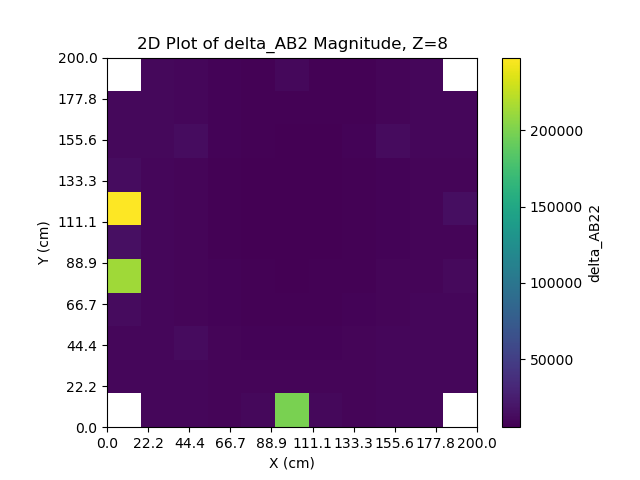 2D Plot of delta_AB2 Magnitude, Z=8
200.0
177.8
155.6
133.3
111.1
88.9
66.7
44.4
22.2
0.0
Y (cm)
0.0 22.2 44.4 66.7 88.9 111.1 133.3 155.6 177.8 200.0
X (cm)
200000
150000
100000
50000
delta_AB22